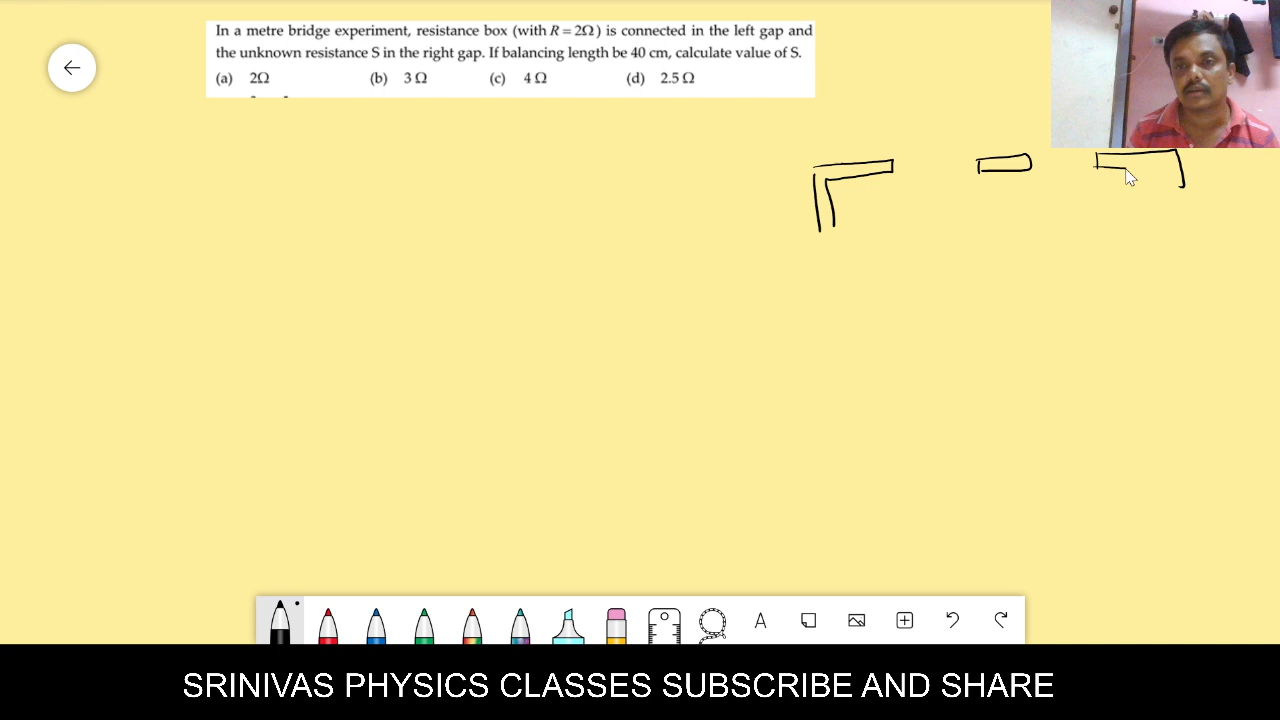 In a metre bridge experiment, resistance box (with R = 2Ω) is connected in the left gap and
the unknown resistance S in the right gap. If balancing length be 40 cm, calculate value of S.
(a) 2Ω (b) 3 Ω (c) 4 Ω (d) 2.5 Ω
A
SRINIVAS PHYSICS CLASSES SUBSCRIBE AND SHARE